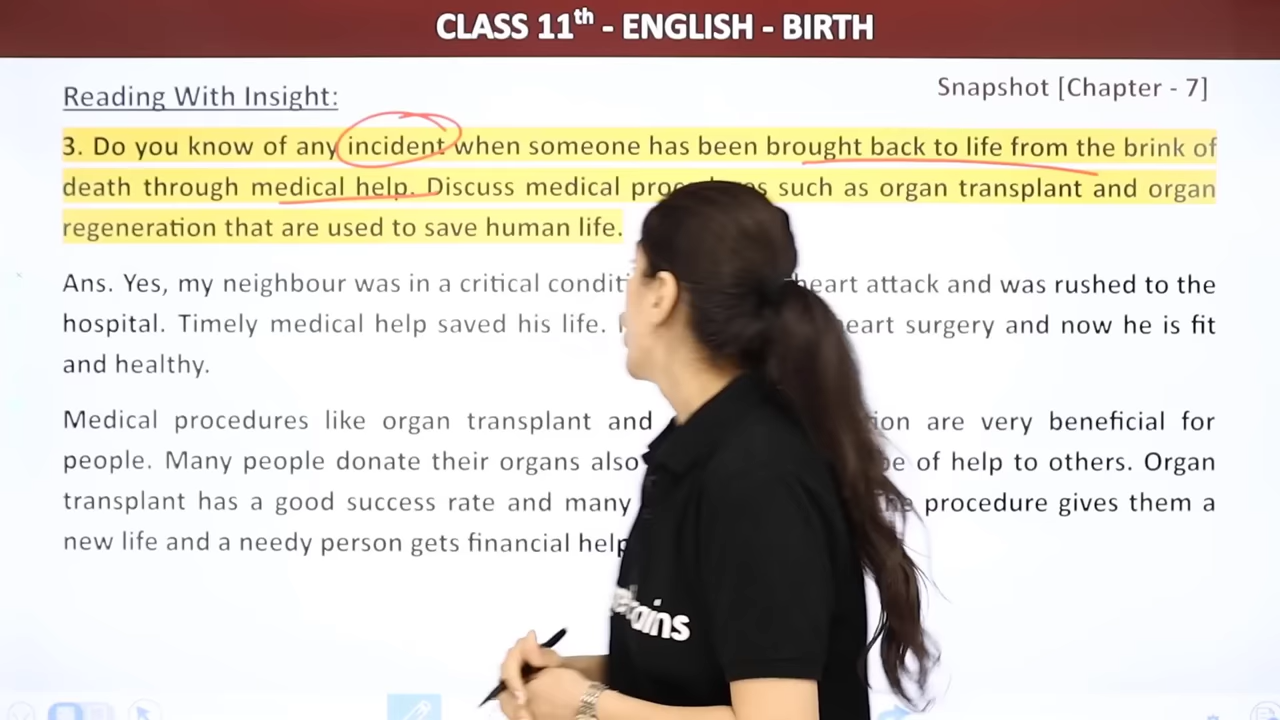 CLASS 11th - ENGLISH - BIRTH
Reading With Insight:
Snapshot [Chapter - 7]
3. Do you know of any incident when someone has been brought back to life from the brink of
death through medical help. Discuss medical such as organ transplant and organ
regeneration that are used to save human life.
Ans. Yes, my neighbour was in a critical heart attack and was rushed to the
hospital. Timely medical help saved his life. heart surgery and now he is fit
and healthy.
Medical procedures like organ transplant and are very beneficial for
people. Many people donate their organs also of help to others. Organ
transplant has a good success rate and many procedure gives them a
new life and a needy person gets financial help